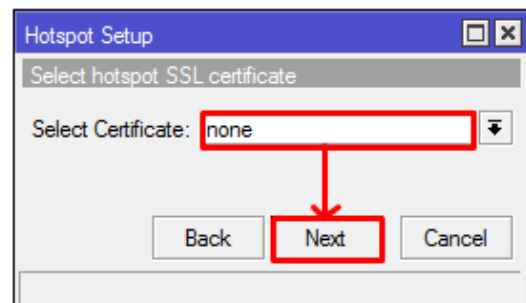 Hotspot Setup
Select hotspot SSL certificate
Select Certificate: none
Back Next Cancel